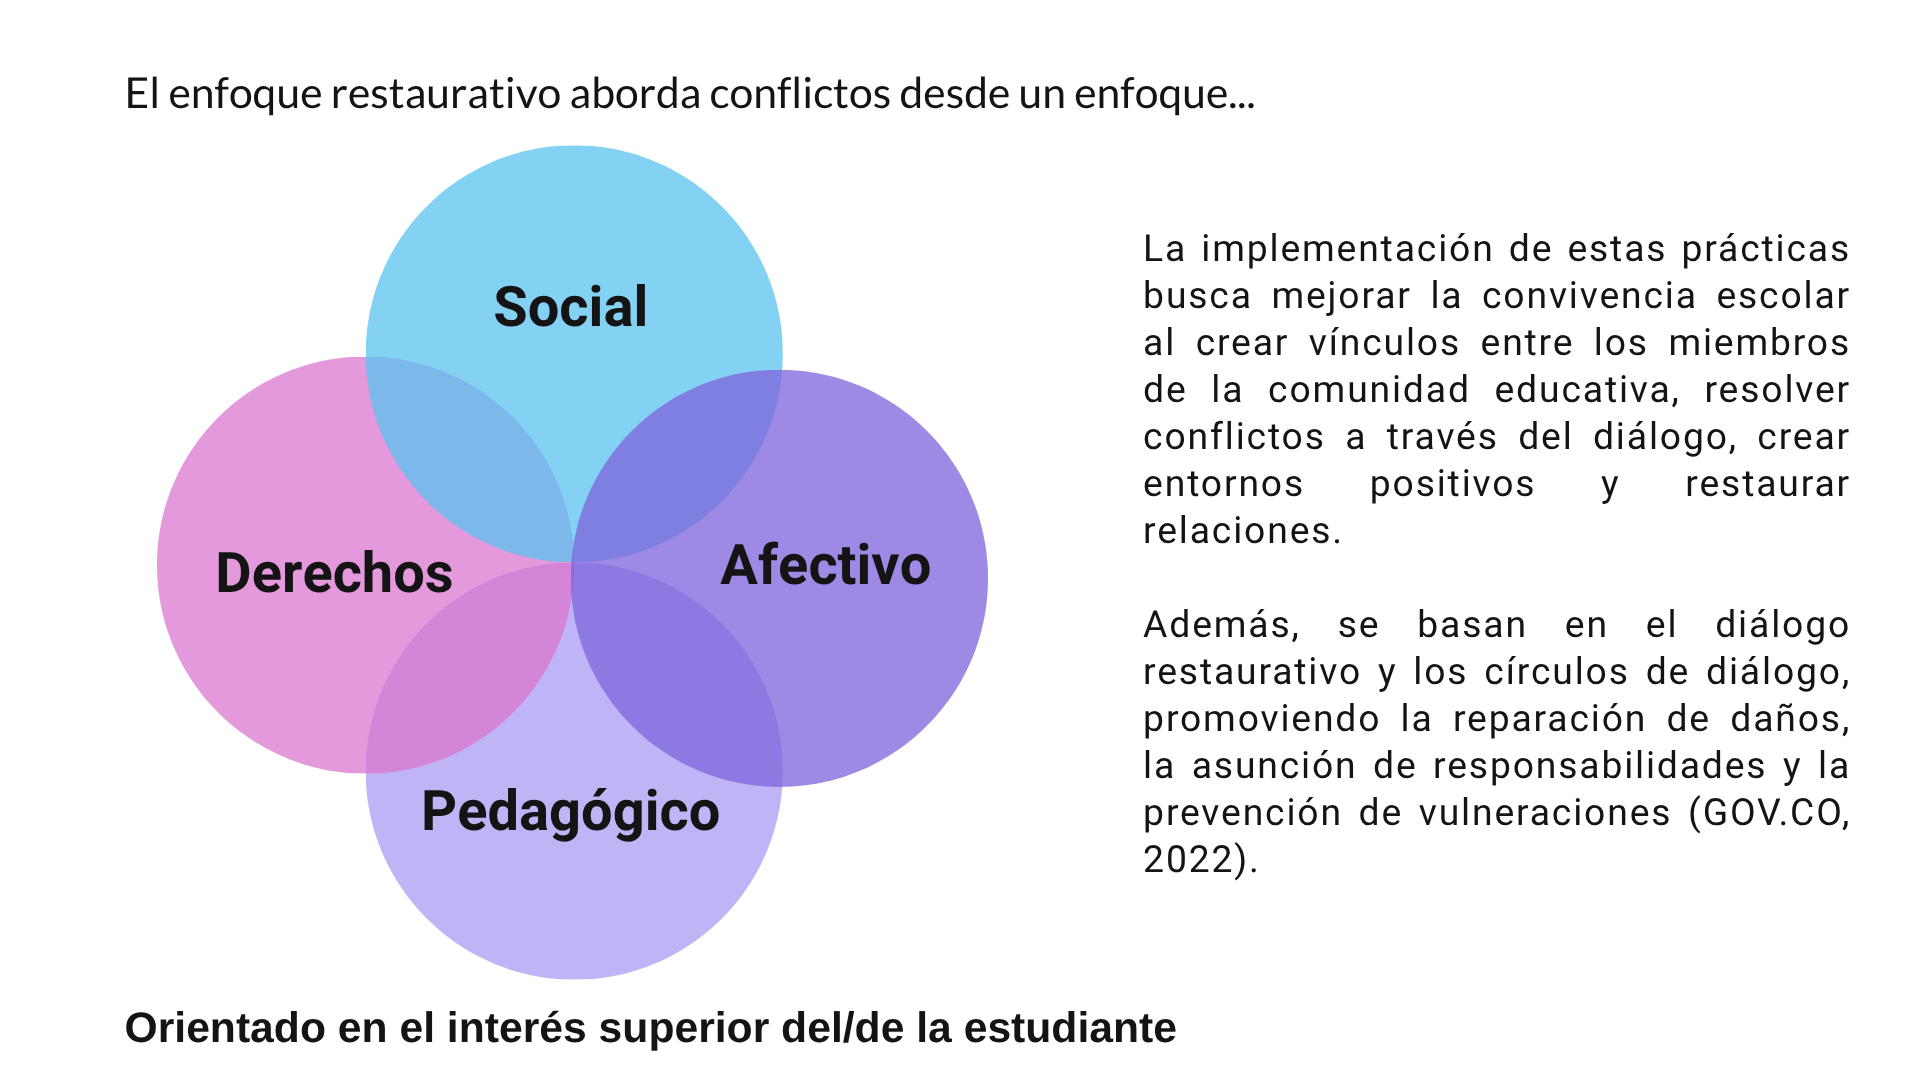 El enfoque restaurativo aborda conflictos desde un enfoque...
Social
Derechos
Afectivo
Pedagógico
La implementación de estas prácticas
busca mejorar la convivencia escolar
al crear vínculos entre los miembros
de la comunidad educativa, resolver
conflictos a través del diálogo, crear
entornos positivos y restaurar
relaciones.
Además, se basan en el diálogo
restaurativo y los círculos de diálogo,
promoviendo la reparación de daños,
la asunción de responsabilidades y la
prevención de vulneraciones (GOV.CO,
2022).
Orientado en el interés superior del/de la estudiante